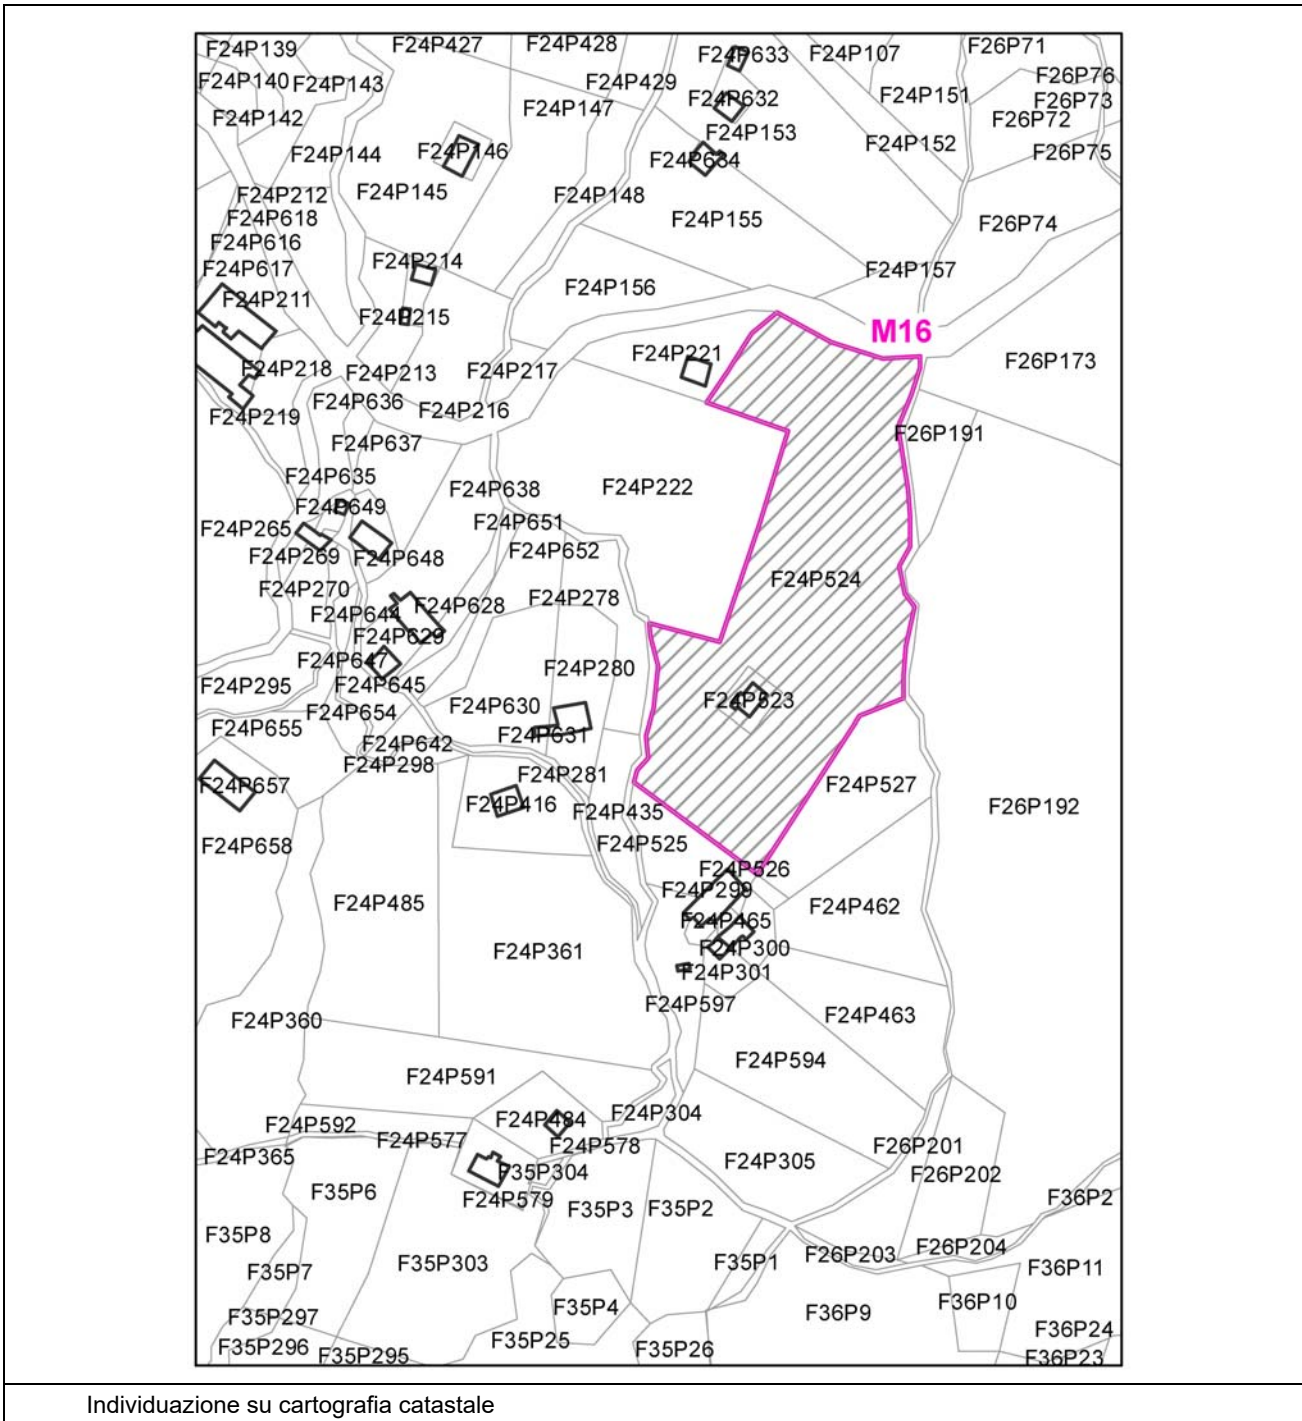 F24P139 F24P427 F24P428 F24P633 F24P107 F26P71
F24P140 F24P143 F24P429 F26P76
F24P142 F24P147 F24P632 F24P151 F26P73
F24P153 F26P72
F24P144 F24P146 F24P634 F24P152 F26P75
F24P212 F24P145 F24P148
F24P618 F24P155 F26P74
F24P616
F24P617 F24P214 F24P157
F24P211 F24P156
F24P215 M16
F24P218 F24P213 F24P217 F24P221 F26P173
F24P219 F24P636 F24P216
F24P637 F26P191
F24P635 F24P638 F24P222
F24P649
F24P265 F24P651
F24P269 F24P648 F24P652
F24P270 F24P278 F24P524
F24P644 F24P628
F24P629
F24P647 F24P280
F24P295 F24P645
F24P654 F24P630 F24P523
F24P655 F24P642 F24P631
F24P298
F24P657 F24P281 F24P527
F24P416 F24P435 F26P192
F24P658 F24P525
F24P526
F24P485 F24P299 F24P462
F24P465
F24P361 F24P300
F24P301
F24P360 F24P597 F24P463
F24P594
F24P591
F24P592 F24P484 F24P304
F24P365 F24P577 F24P578 F26P201
F35P304 F24P305 F26P202
F35P6 F24P579 F35P3 F35P2 F36P2
F35P8 F26P203 F26P204
F35P7 F35P303 F35P1 F36P11
F35P297 F35P4 F36P9 F36P10
F35P296 F35P295 F35P25 F35P26 F36P24
F36P23
Individuazione su cartografia catastale